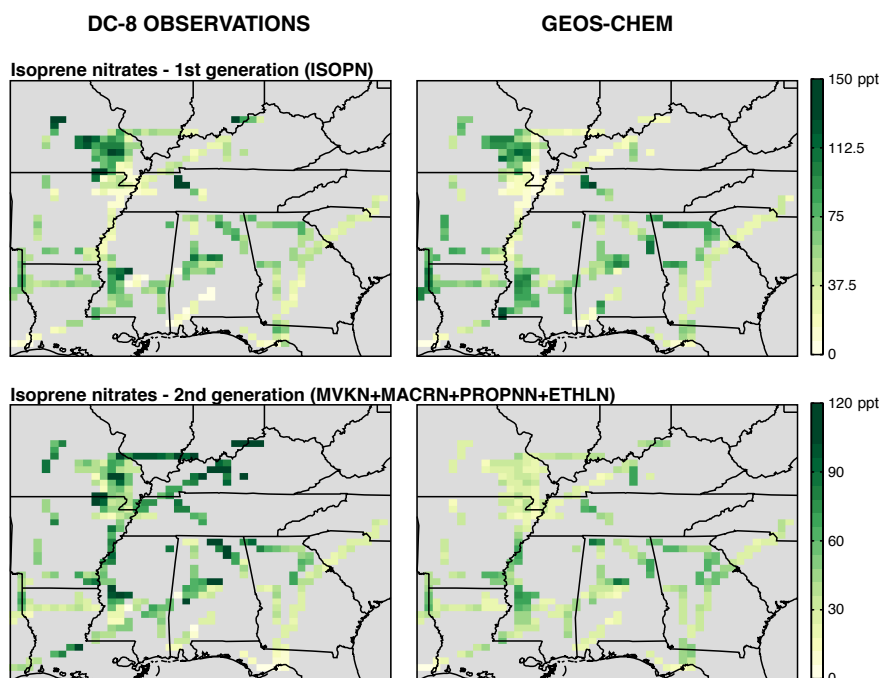 DC-8 OBSERVATIONS GEOS-CHEM
Isoprene nitrates - 1st generation (ISOPN)
150 ppt
112.5
75
37.5
0
Isoprene nitrates - 2nd generation (MVKN+MACRN+PROPNN+ETHLN)
120 ppt
90
60
30
0